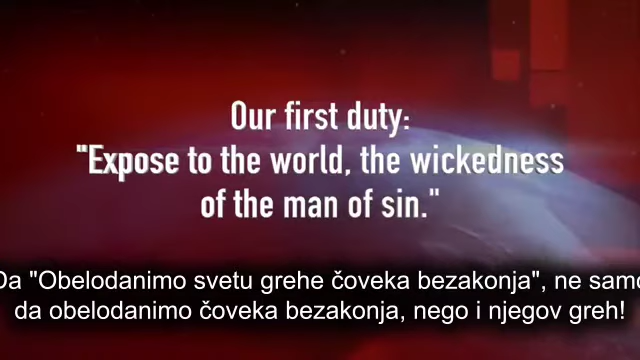 Our first duty:
"Expose to the world, the wickedness
of the man of sin."
Da "Obelodanimo svetu grehe čoveka bezakonja", ne samo
da obelodanimo čoveka bezakonja, nego i njegov greh!